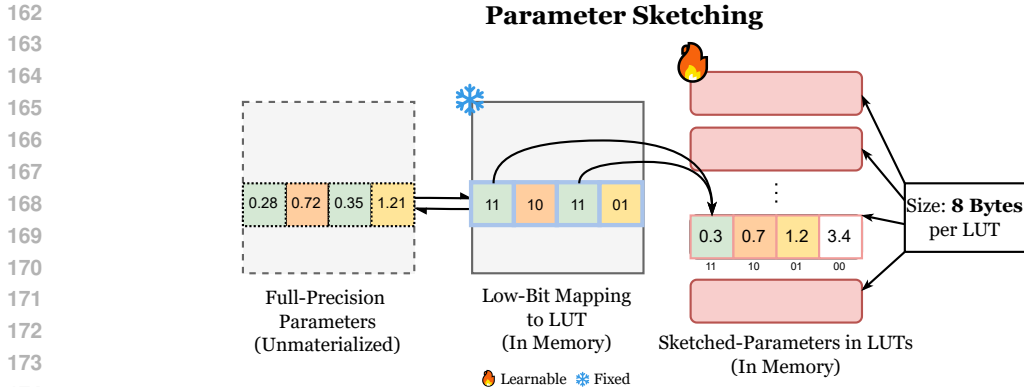 Parameter Sketching
162
163
164
165
166
167
168
169
170
171
172
173
0.28 0.72 0.35 1.21
11 10 11 01
0.3 0.7 1.2 3.4
11 10 01 00
Size: 8 Bytes
per LUT
Full-Precision
Parameters
(Unmaterialized)
Low-Bit Mapping
to LUT
(In Memory)
Sketched-Parameters in LUTs
(In Memory)
Learnable Fixed